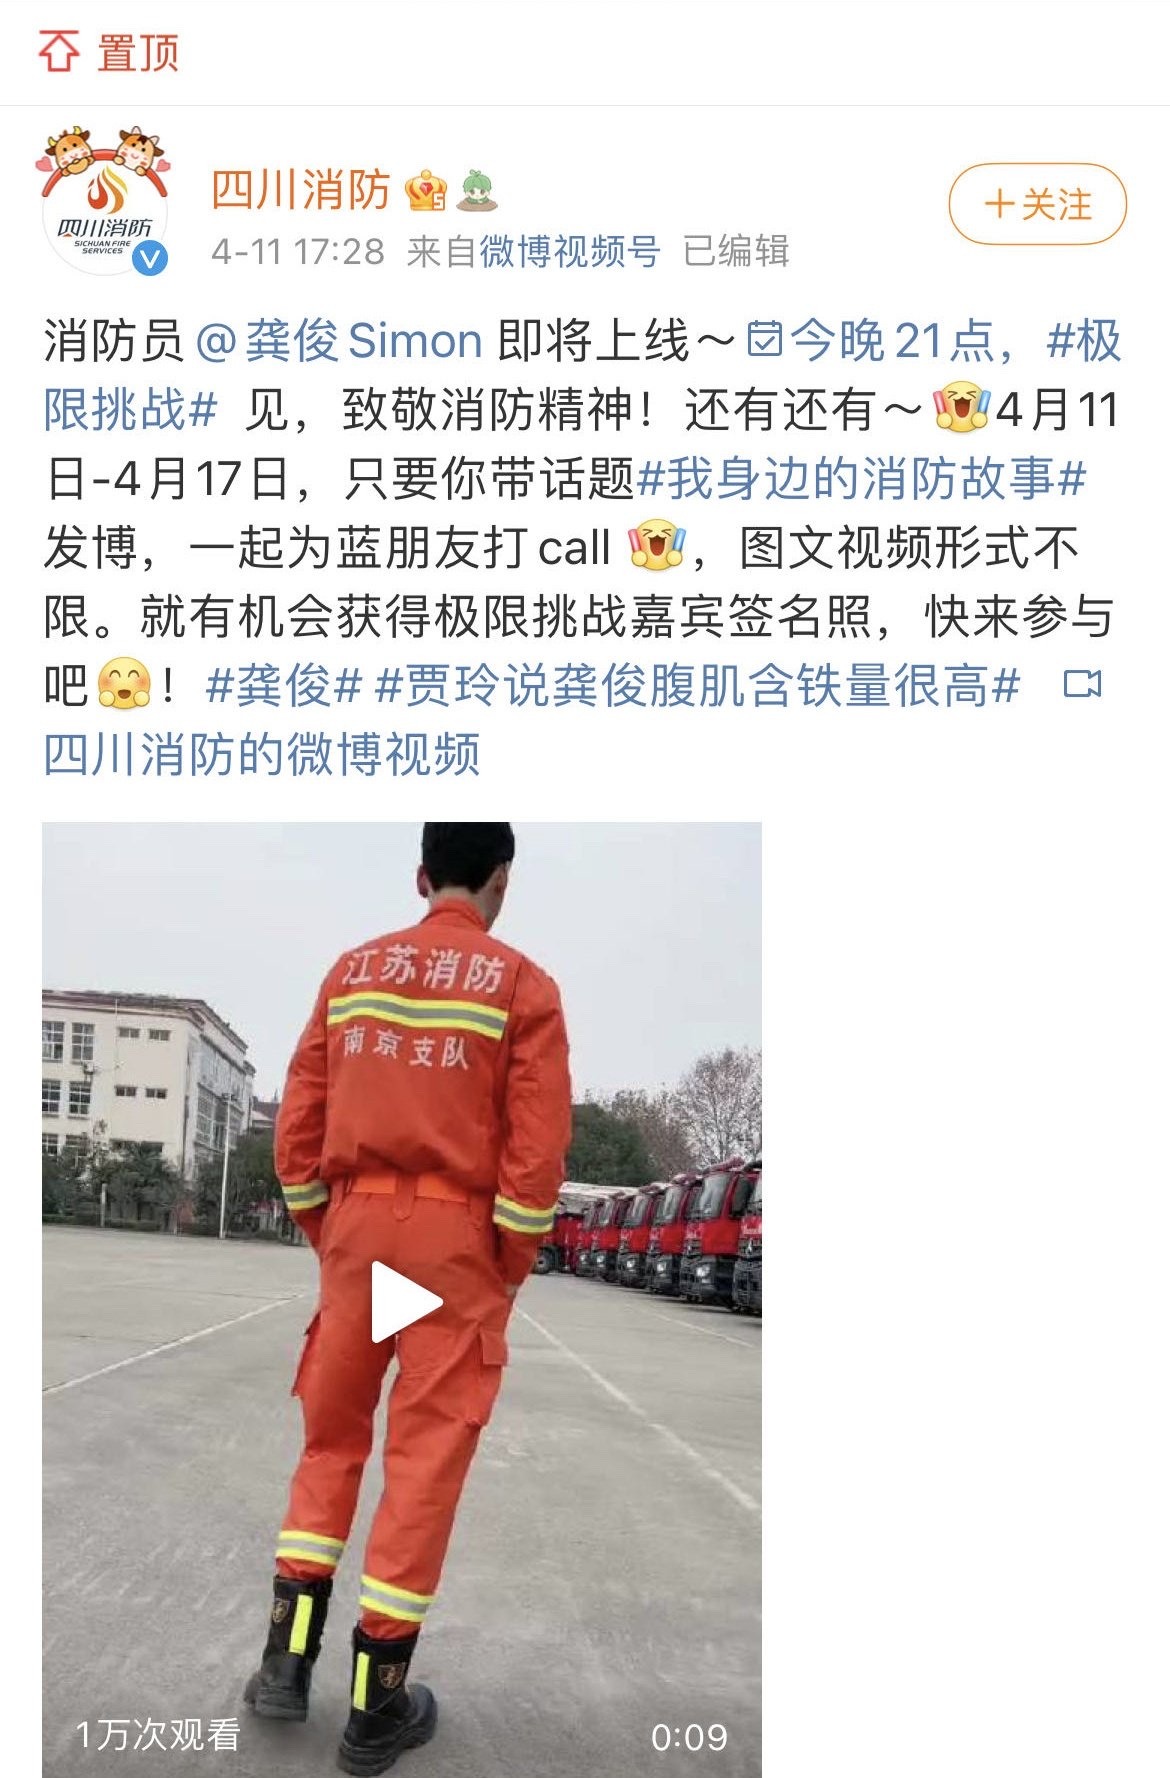 置顶
四川消防
SICHUAN FIRE
SERVICES
四川消防
4-11 17:28 来自微博视频号 已编辑
+关注
消防员@龚俊Simon 即将上线～今晚21点，#极
限挑战# 见，致敬消防精神！还有还有～4月11
日-4月17日，只要你带话题#我身边的消防故事#
发博，一起为蓝朋友打call，图文视频形式不
限。就有机会获得极限挑战嘉宾签名照，快来参与
吧！#龚俊# #贾玲说龚俊腹肌含铁量很高#
四川消防的微博视频
江苏消防
南京支队
1万次观看
0:09